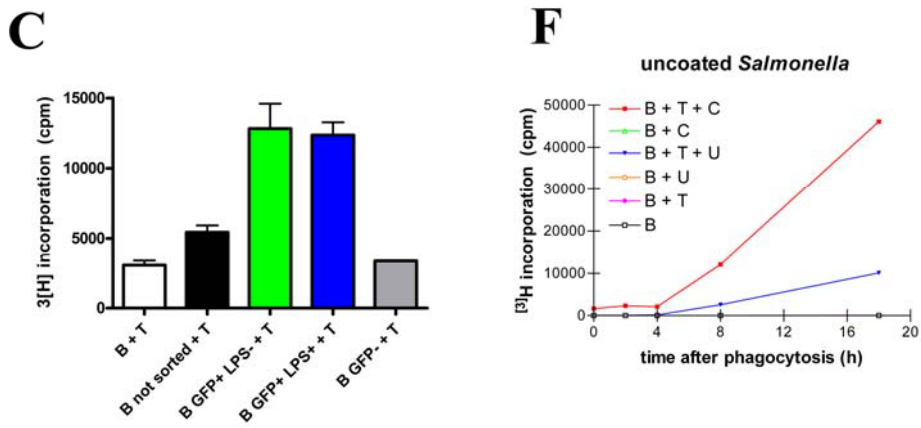 C
3[H] incorporation (cpm)
15000
10000
5000
0
B + T
B not sorted + T
B GFP+ LPS- + T
B GFP+ LPS+ + T
B GFP- + T
F
uncoated Salmonella
[³]H incorporation (cpm)
50000
40000
30000
20000
10000
0
B + T + C
B + C
B + T + U
B + U
B + T
B
0
4
8
12
16
20
time after phagocytosis (h)